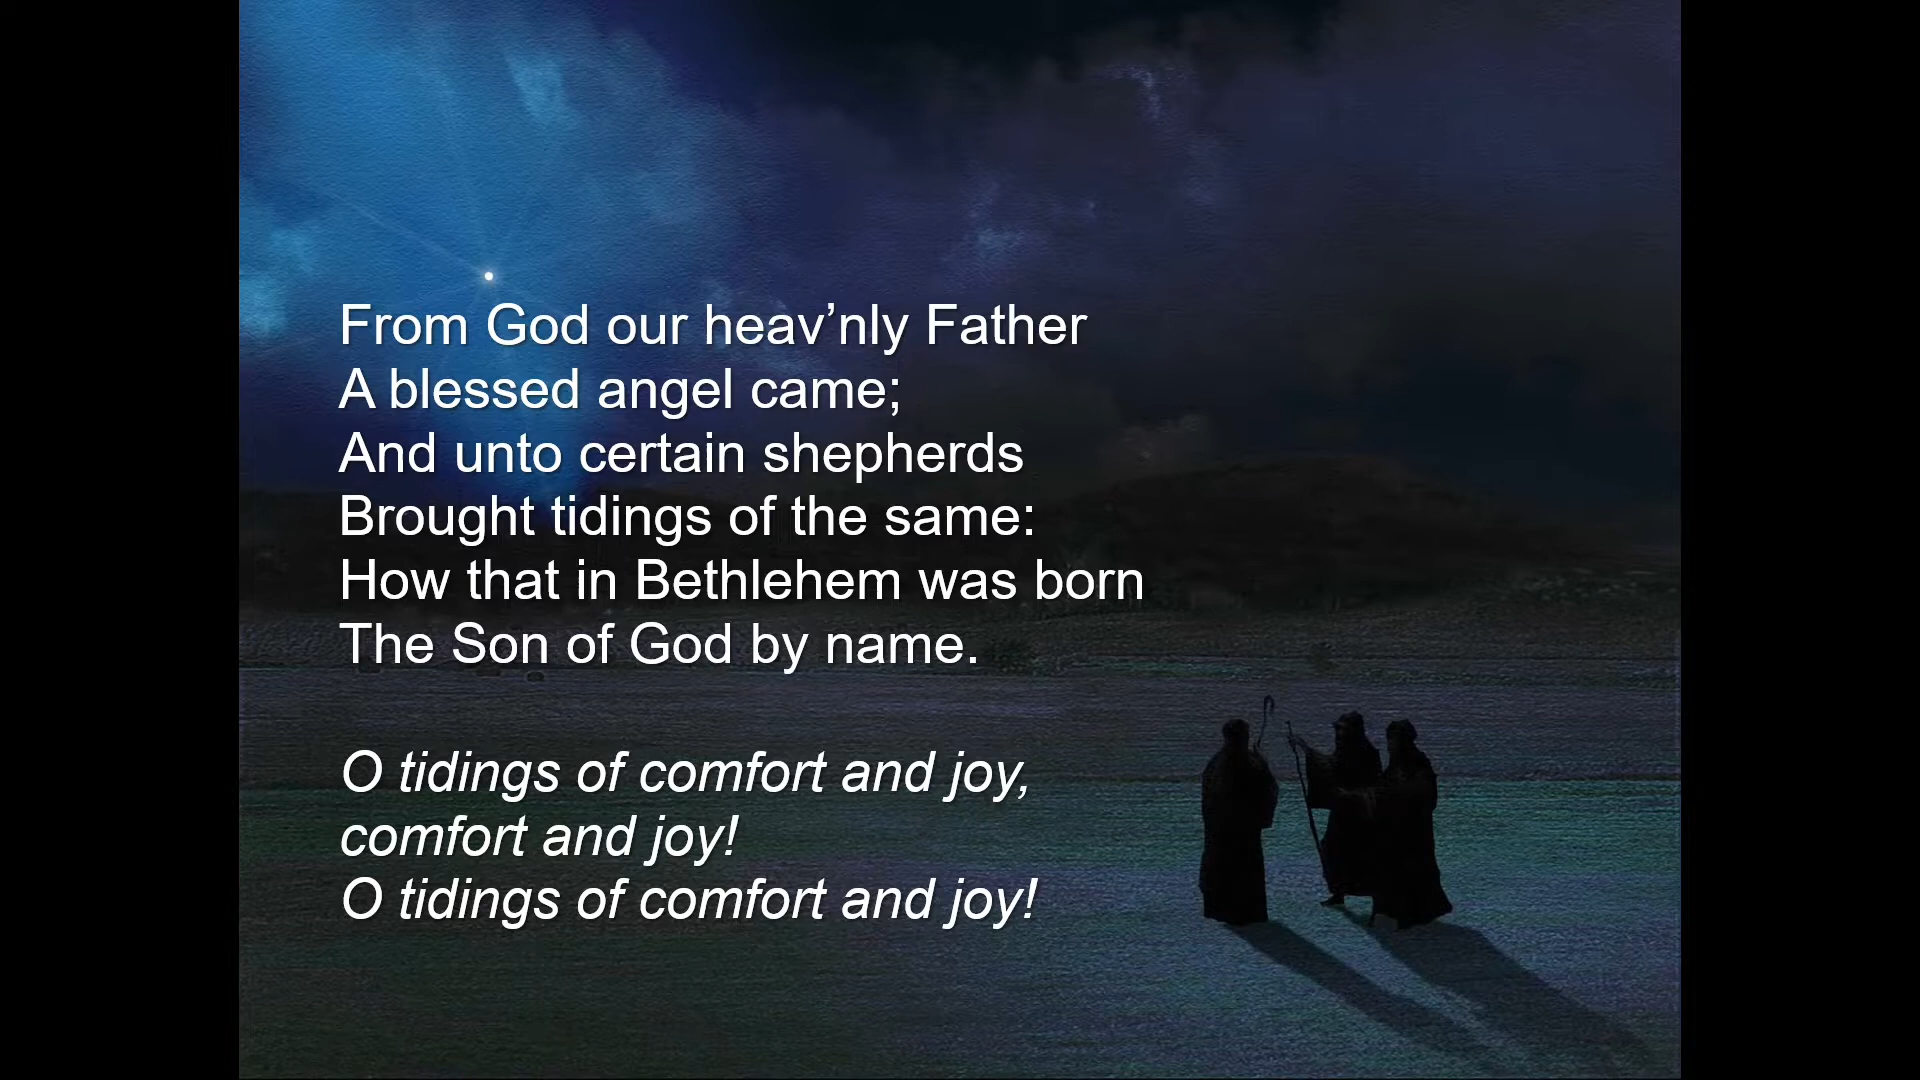 From God our heav’nly Father
A blessed angel came;
And unto certain shepherds
Brought tidings of the same:
How that in Bethlehem was born
The Son of God by name.
O tidings of comfort and joy,
comfort and joy!
O tidings of comfort and joy!